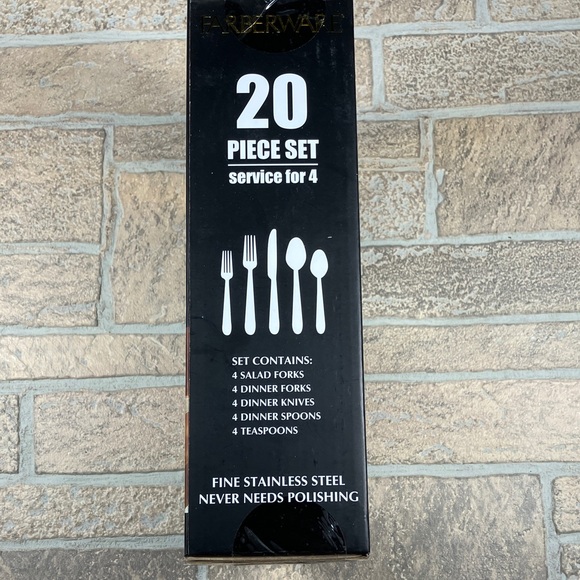 FARBERWARE
20
PIECE SET
service for 4
SET CONTAINS:
4 SALAD FORKS
4 DINNER FORKS
4 DINNER KNIVES
4 DINNER SPOONS
4 TEASPOONS
FINE STAINLESS STEEL
NEVER NEEDS POLISHING